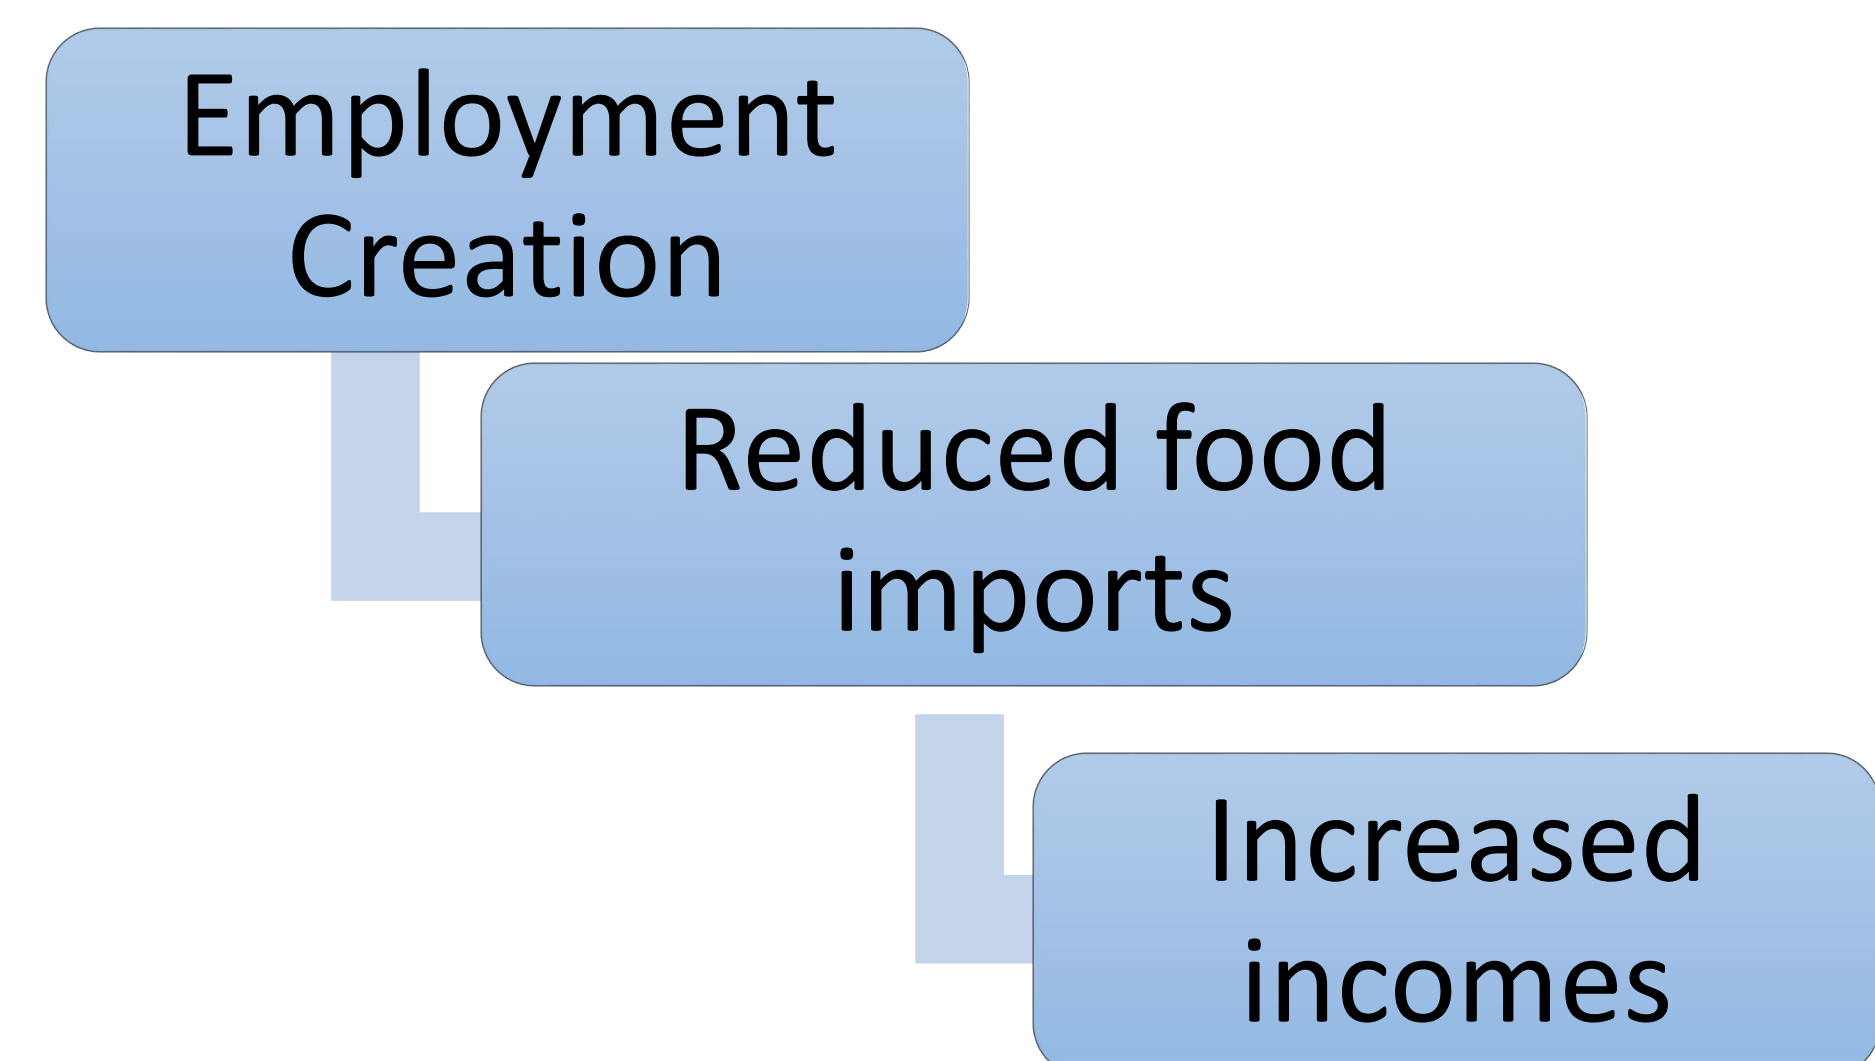 Employment
Creation
Reduced food
imports
Increased
incomes